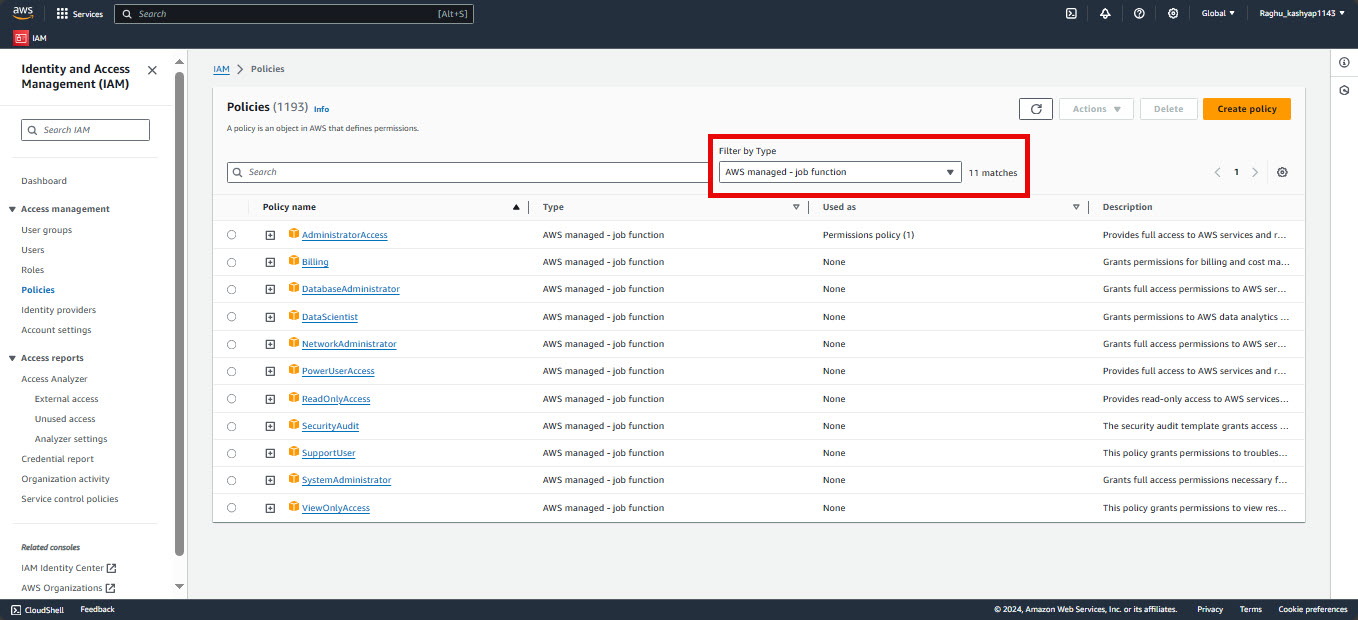 aws
Services
Search
[Alt+S]
Global
Raghu_kashyap1143
IAM
Identity and Access
Management (IAM)
Search IAM
Dashboard
Access management
User groups
Users
Roles
Policies
Identity providers
Account settings
Access reports
Access Analyzer
External access
Unused access
Analyzer settings
Credential report
Organization activity
Service control policies
Related consoles
IAM Identity Center
AWS Organizations
IAM > Policies
Policies (1193) Info
A policy is an object in AWS that defines permissions.
Actions
Delete
Create policy
Filter by Type
Search
AWS managed - job function
11 matches
1
Policy name Type Used as Description
AdministratorAccess AWS managed - job function Permissions policy (1) Provides full access to AWS services and r...
Billing AWS managed - job function None Grants permissions for billing and cost ma...
DatabaseAdministrator AWS managed - job function None Grants full access permissions to AWS ser...
DataScientist AWS managed - job function None Grants permissions to AWS data analytics ...
NetworkAdministrator AWS managed - job function None Grants full access permissions to AWS ser...
PowerUserAccess AWS managed - job function None Provides full access to AWS services and r...
ReadOnlyAccess AWS managed - job function None Provides read-only access to AWS services...
SecurityAudit AWS managed - job function None The security audit template grants access ...
SupportUser AWS managed - job function None This policy grants permissions to troubles...
SystemAdministrator AWS managed - job function None Grants full access permissions necessary f...
ViewOnlyAccess AWS managed - job function None This policy grants permissions to view res...
CloudShell Feedback © 2024, Amazon Web Services, Inc. or its affiliates. Privacy Terms Cookie preferences